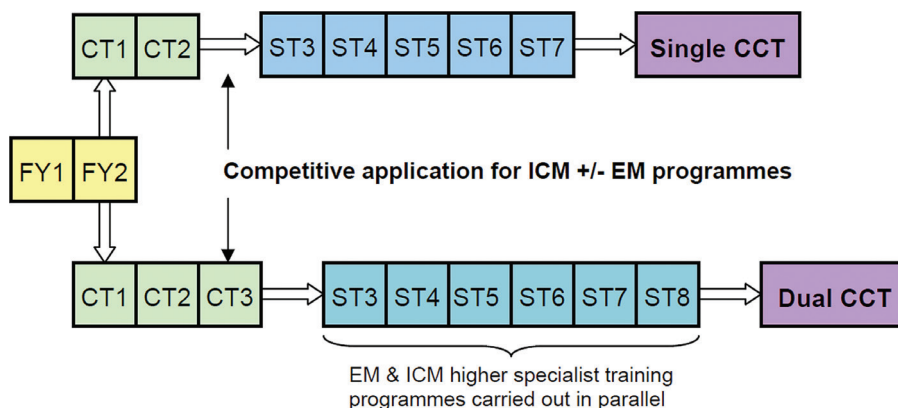 CT1 CT2 ST3 ST4 ST5 ST6 ST7 Single CCT
FY1 FY2 Competitive application for ICM +/- EM programmes
CT1 CT2 CT3 ST3 ST4 ST5 ST6 ST7 ST8 Dual CCT
EM & ICM higher specialist training
programmes carried out in parallel